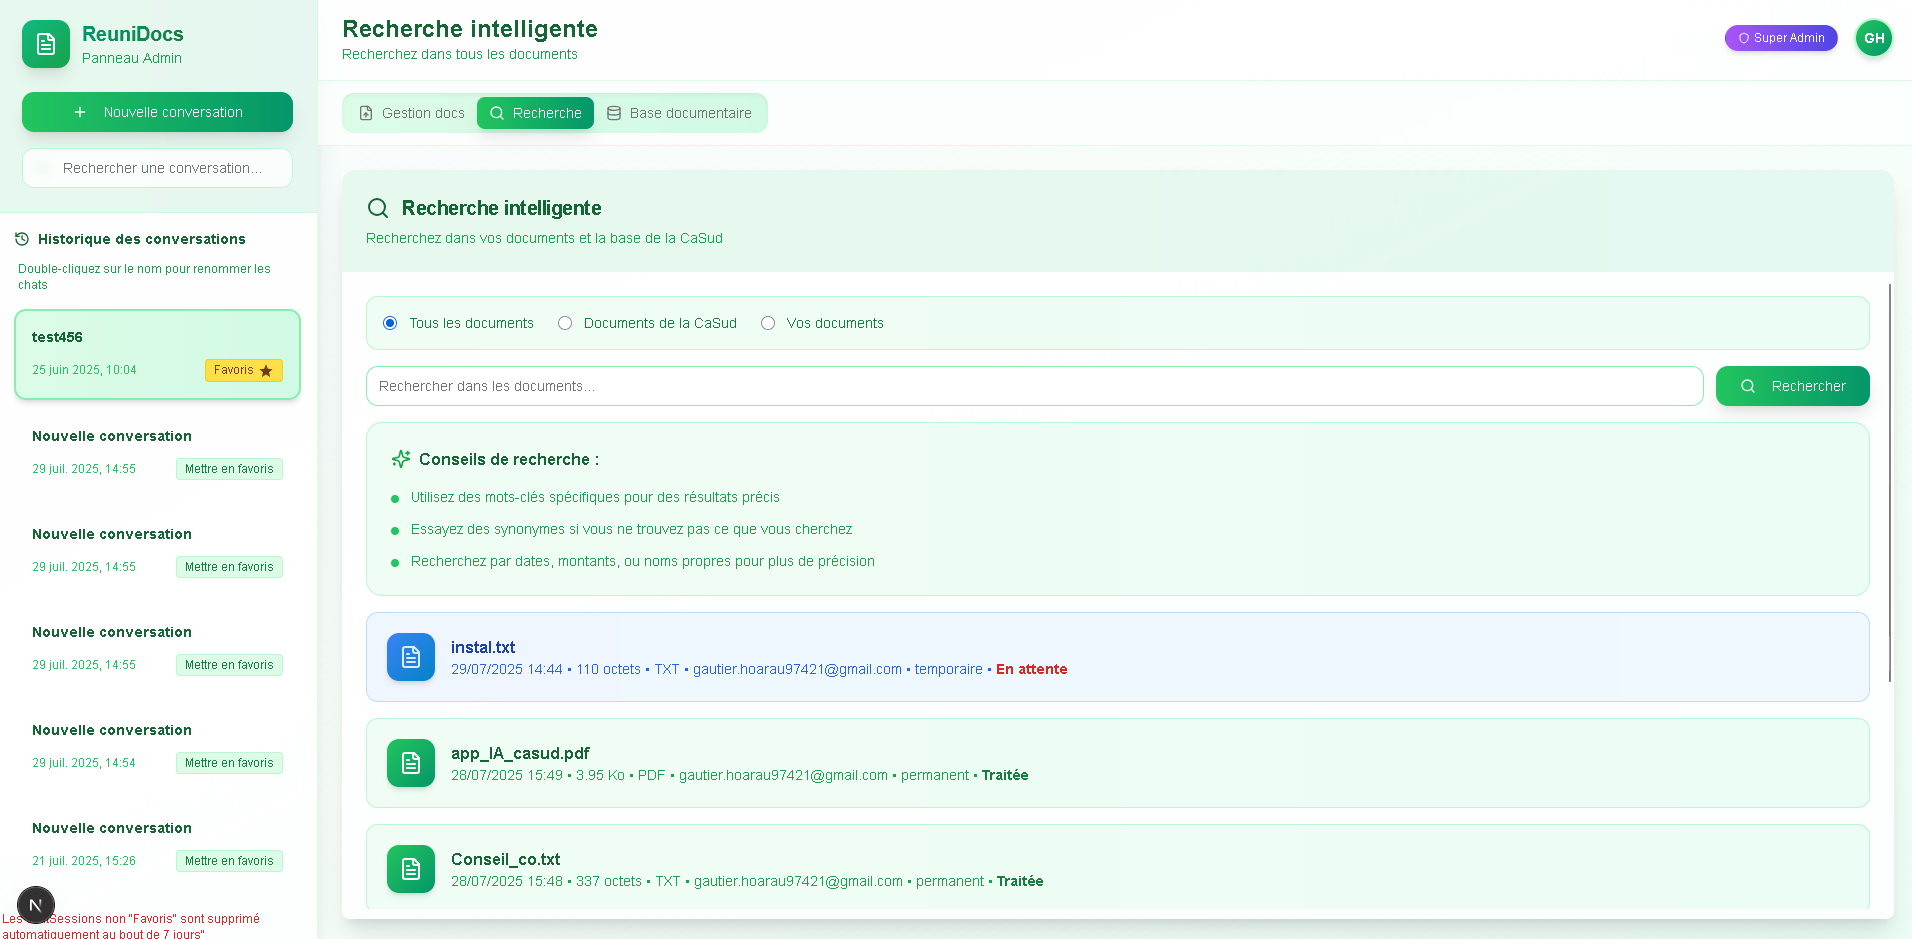 ReuniDocs
Panneau Admin
Nouvelle conversation
Rechercher une conversation...
Historique des conversations
Double-cliquez sur le nom pour renommer les
chats
test456
25 juin 2025, 10:04
Favoris
Nouvelle conversation
29 juil. 2025, 14:55
Mettre en favoris
Nouvelle conversation
29 juil. 2025, 14:55
Mettre en favoris
Nouvelle conversation
29 juil. 2025, 14:55
Mettre en favoris
Nouvelle conversation
29 juil. 2025, 14:54
Mettre en favoris
Nouvelle conversation
21 juil. 2025, 15:26
Mettre en favoris
N
Les non "Favoris" sont supprimé
automatiquement au bout de 7 jours"
Recherche intelligente
Recherchez dans tous les documents
Super Admin
GH
Gestion docs
Recherche
Base documentaire
Recherche intelligente
Recherchez dans vos documents et la base de la CaSud
Tous les documents
Documents de la CaSud
Vos documents
Rechercher dans les documents...
Rechercher
Conseils de recherche :
Utilisez des mots-clés spécifiques pour des résultats précis
Essayez des synonymes si vous ne trouvez pas ce que vous cherchez
Recherchez par dates, montants, ou noms propres pour plus de précision
instal.txt
29/07/2025 14:44 • 110 octets • TXT • gautier.hoarau97421@gmail.com • temporaire • En attente
app_IA_casud.pdf
28/07/2025 15:49 • 3.95 Ko • PDF • gautier.hoarau97421@gmail.com • permanent • Traitée
Conseil_co.txt
28/07/2025 15:48 • 337 octets • TXT • gautier.hoarau97421@gmail.com • permanent • Traitée